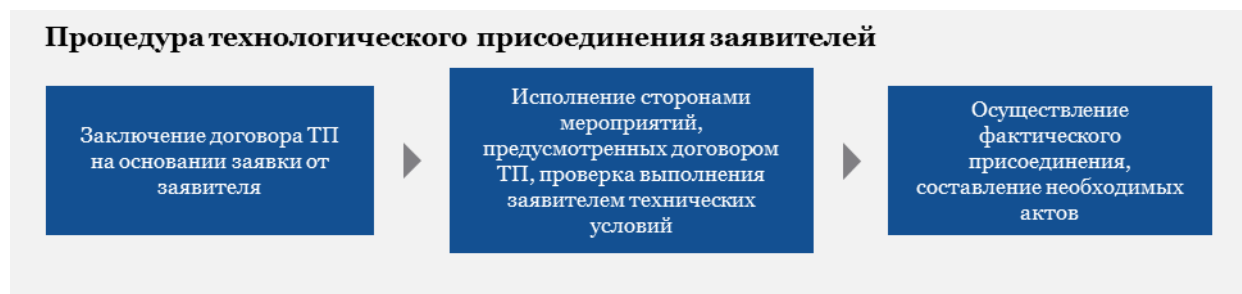 Процедура технологического присоединения заявителей
Заключение договора ТП
на основании заявки от
заявителя
Исполнение сторонами
мероприятий,
предусмотренных договором
ТП, проверка выполнения
заявителем технических
условий
Осуществление
фактического
присоединения,
составление необходимых
актов